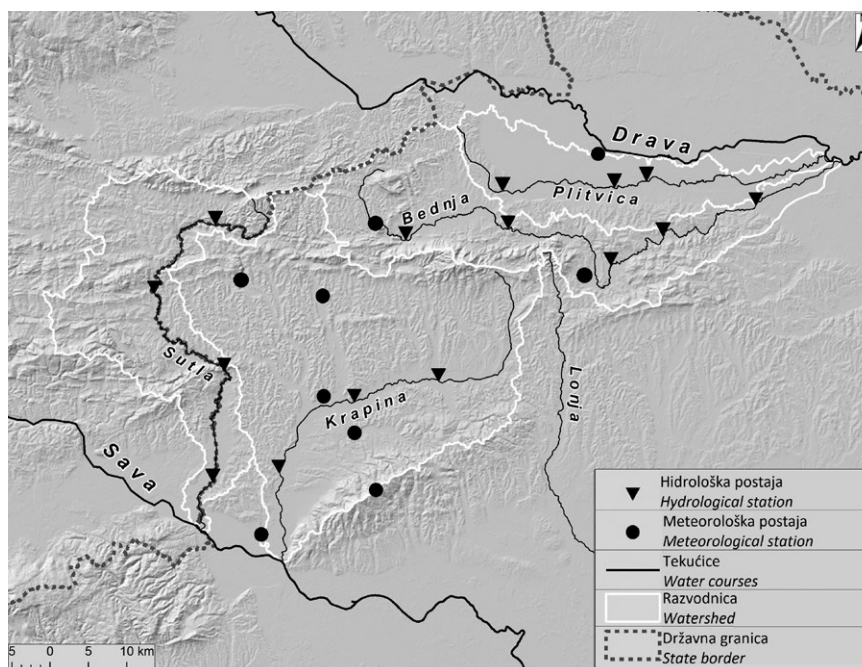 Drava
Plitvica
Bednja
Sutla
Krapina
Lonja
Sava
Hidrološka postaja
Hydrological station
Meteorološka postaja
Meteorological station
Tekućice
Water courses
Razvodnica
Watershed
Državna granica
State border
5 0 5 10 km